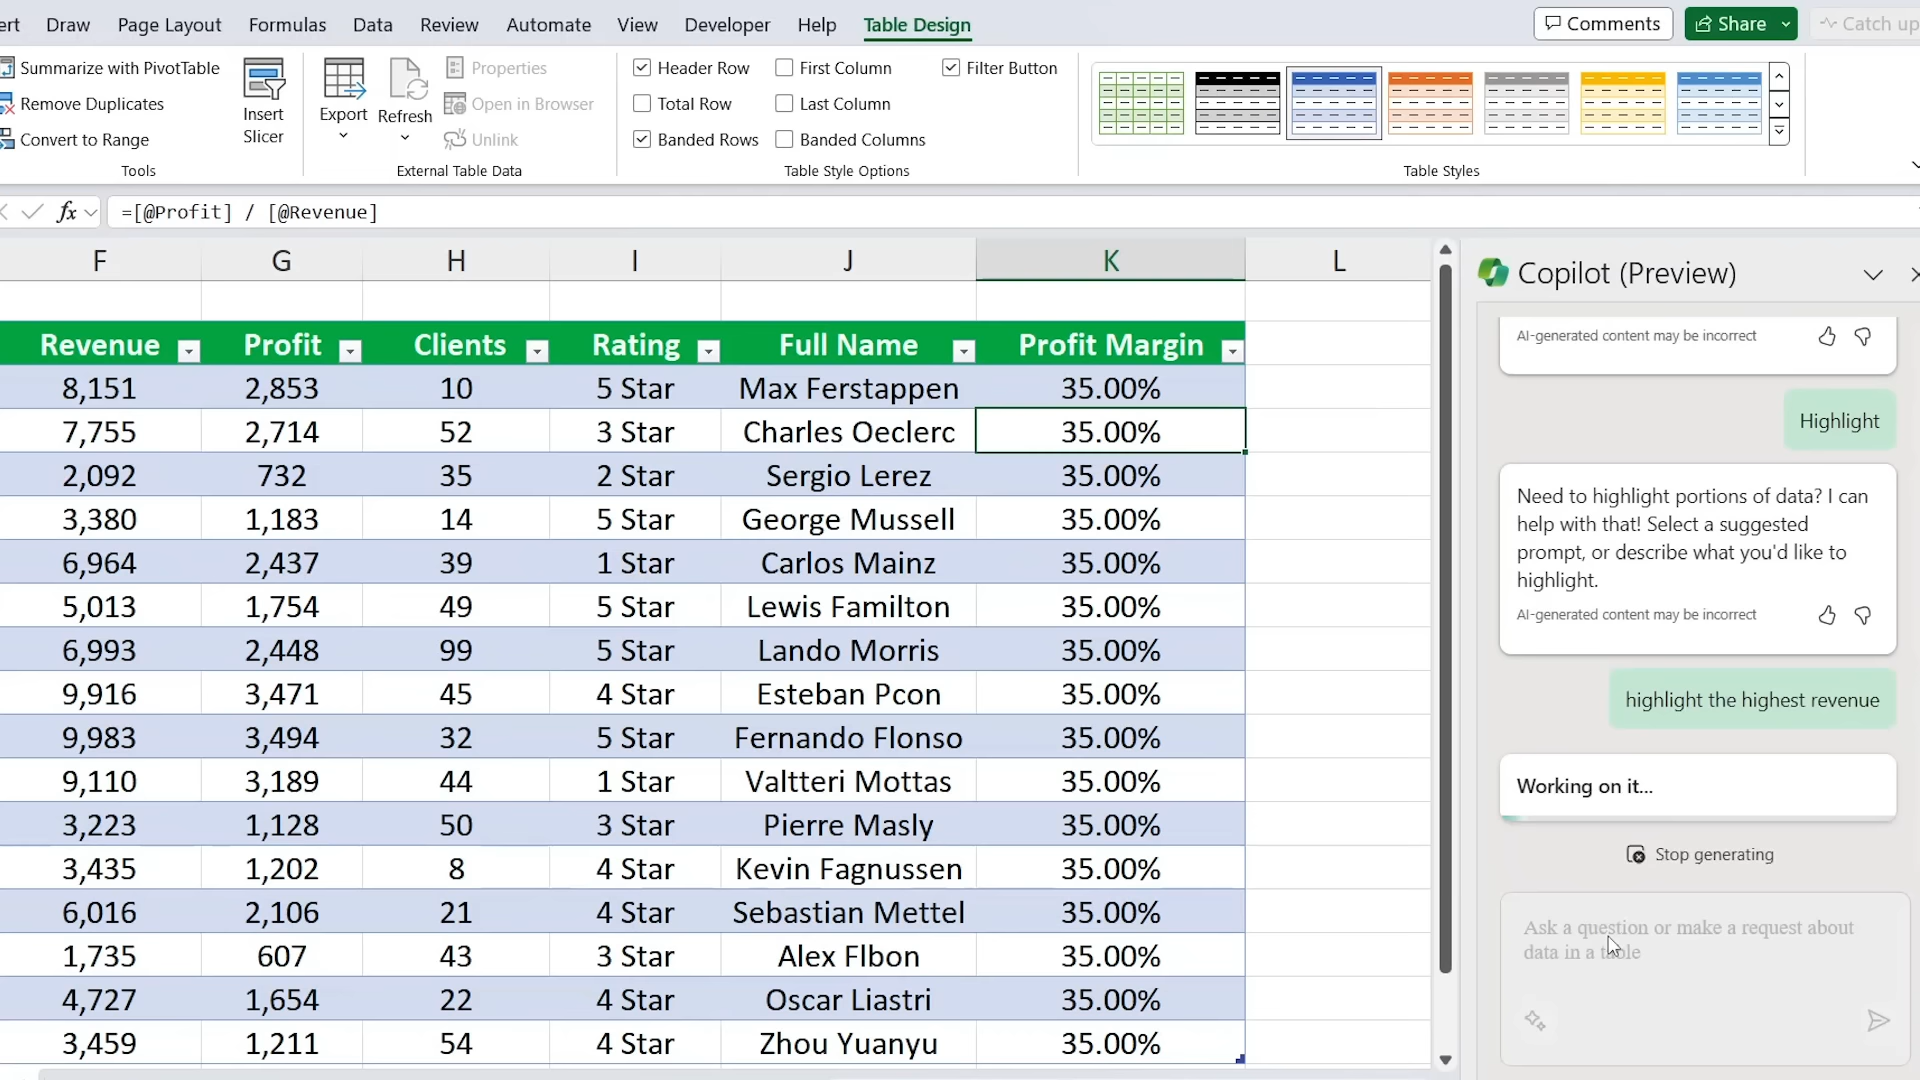 ert Draw Page Layout Formulas Data Review Automate View Developer Help Table Design Comments Share Catch up
Summarize with PivotTable
Remove Duplicates
Convert to Range
Tools
Insert
Slicer
Export
Refresh
Properties
Open in Browser
Unlink
External Table Data
Header Row First Column Filter Button
Total Row Last Column
Banded Rows Banded Columns
Table Style Options
Table Styles
fx =[@Profit] / [@Revenue]
F G H I J K L
Revenue Profit Clients Rating Full Name Profit Margin
8,151 2,853 10 5 Star Max Ferstappen 35.00%
7,755 2,714 52 3 Star Charles Oeclerc 35.00%
2,092 732 35 2 Star Sergio Lerez 35.00%
3,380 1,183 14 5 Star George Mussell 35.00%
6,964 2,437 39 1 Star Carlos Mainz 35.00%
5,013 1,754 49 5 Star Lewis Familton 35.00%
6,993 2,448 99 5 Star Lando Morris 35.00%
9,916 3,471 45 4 Star Esteban Pcon 35.00%
9,983 3,494 32 5 Star Fernando Flonso 35.00%
9,110 3,189 44 1 Star Valtteri Mottas 35.00%
3,223 1,128 50 3 Star Pierre Masly 35.00%
3,435 1,202 8 4 Star Kevin Fagnussen 35.00%
6,016 2,106 21 4 Star Sebastian Mettel 35.00%
1,735 607 43 3 Star Alex Flbon 35.00%
4,727 1,654 22 4 Star Oscar Liastri 35.00%
3,459 1,211 54 4 Star Zhou Yuanyu 35.00%
Copilot (Preview)
AI-generated content may be incorrect
Highlight
Need to highlight portions of data? I can
help with that! Select a suggested
prompt, or describe what you'd like to
highlight.
AI-generated content may be incorrect
highlight the highest revenue
Working on it...
Stop generating
Ask a question or make a request about
data in a table